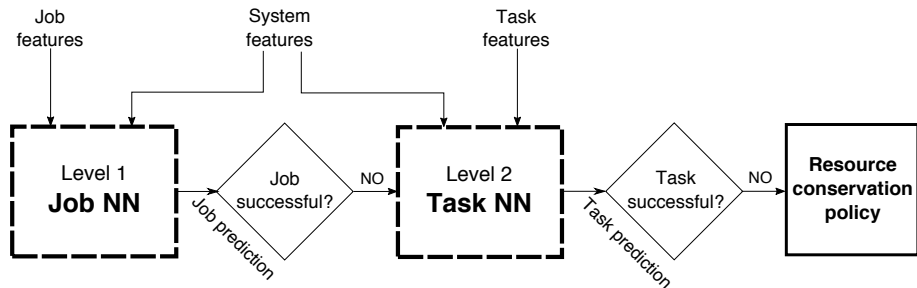 Job
features
System
features
Task
features
Level 1
Job NN
Job prediction
Job
successful?
NO
Level 2
Task NN
Task prediction
Task
successful?
NO
Resource
conservation
policy